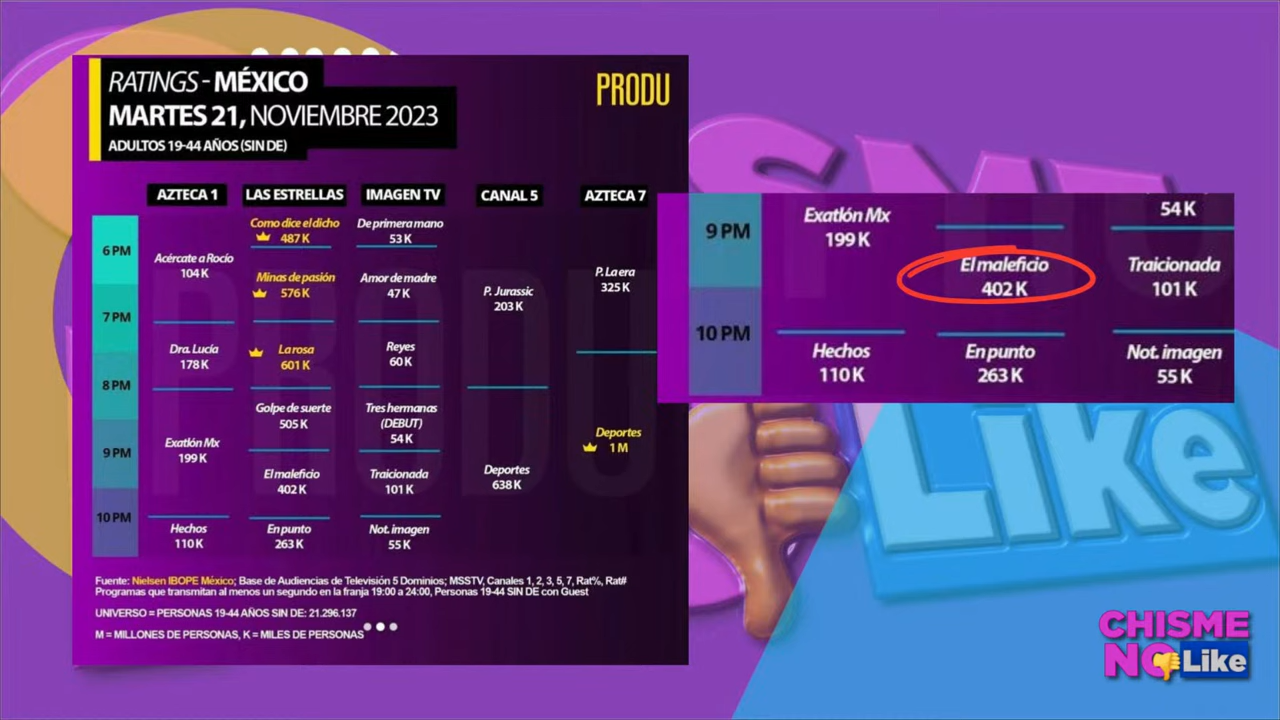 RATINGS - MÉXICO
MARTES 21, NOVIEMBRE 2023
ADULTOS 19-44 AÑOS (SIN DE)
PRODU
AZTECA 1 LAS ESTRELLAS IMAGEN TV CANAL 5 AZTECA 7
6 PM
7 PM
8 PM
9 PM
10 PM
Acércate a Rocío
104 K
Dra. Lucía
178 K
Exatlón Mx
199 K
Hechos
110 K
Como dice el dicho
487 K
Minas de pasión
576 K
La rosa
601 K
Golpe de suerte
505 K
El maleficio
402 K
En punto
263 K
De primera mano
53 K
Amor de madre
47 K
Reyes
60 K
Tres hermanas
(DEBUT)
54 K
Traicionada
101 K
Not. imagen
55 K
P. Jurassic
203 K
Deportes
638 K
P. La era
325 K
Deportes
1 M
Fuente: Nielsen IBOPE México; Base de Audiencias de Televisión 5 Dominios; MSSTV, Canales 1, 2, 3, 5, 7, Rat%, Rat#
Programas que transmitan al menos un segundo en la franja 19:00 a 24:00, Personas 19-44 SIN DE con Guest
UNIVERSO = PERSONAS 19-44 AÑOS SIN DE: 21.296.137
M = MILLONES DE PERSONAS, K = MILES DE PERSONAS
9 PM
10 PM
Exatlón Mx
199 K
Hechos
110 K
El maleficio
402 K
En punto
263 K
54 K
Traicionada
101 K
Not. imagen
55 K
Like
CHISME
NO Like